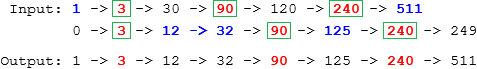 Input: 1 -> 3 -> 30 -> 90 -> 120 -> 240 -> 511
0 -> 3 -> 12 -> 32 -> 90 -> 125 -> 240 -> 249
Output: 1 -> 3 -> 12 -> 32 -> 90 -> 125 -> 240 -> 511